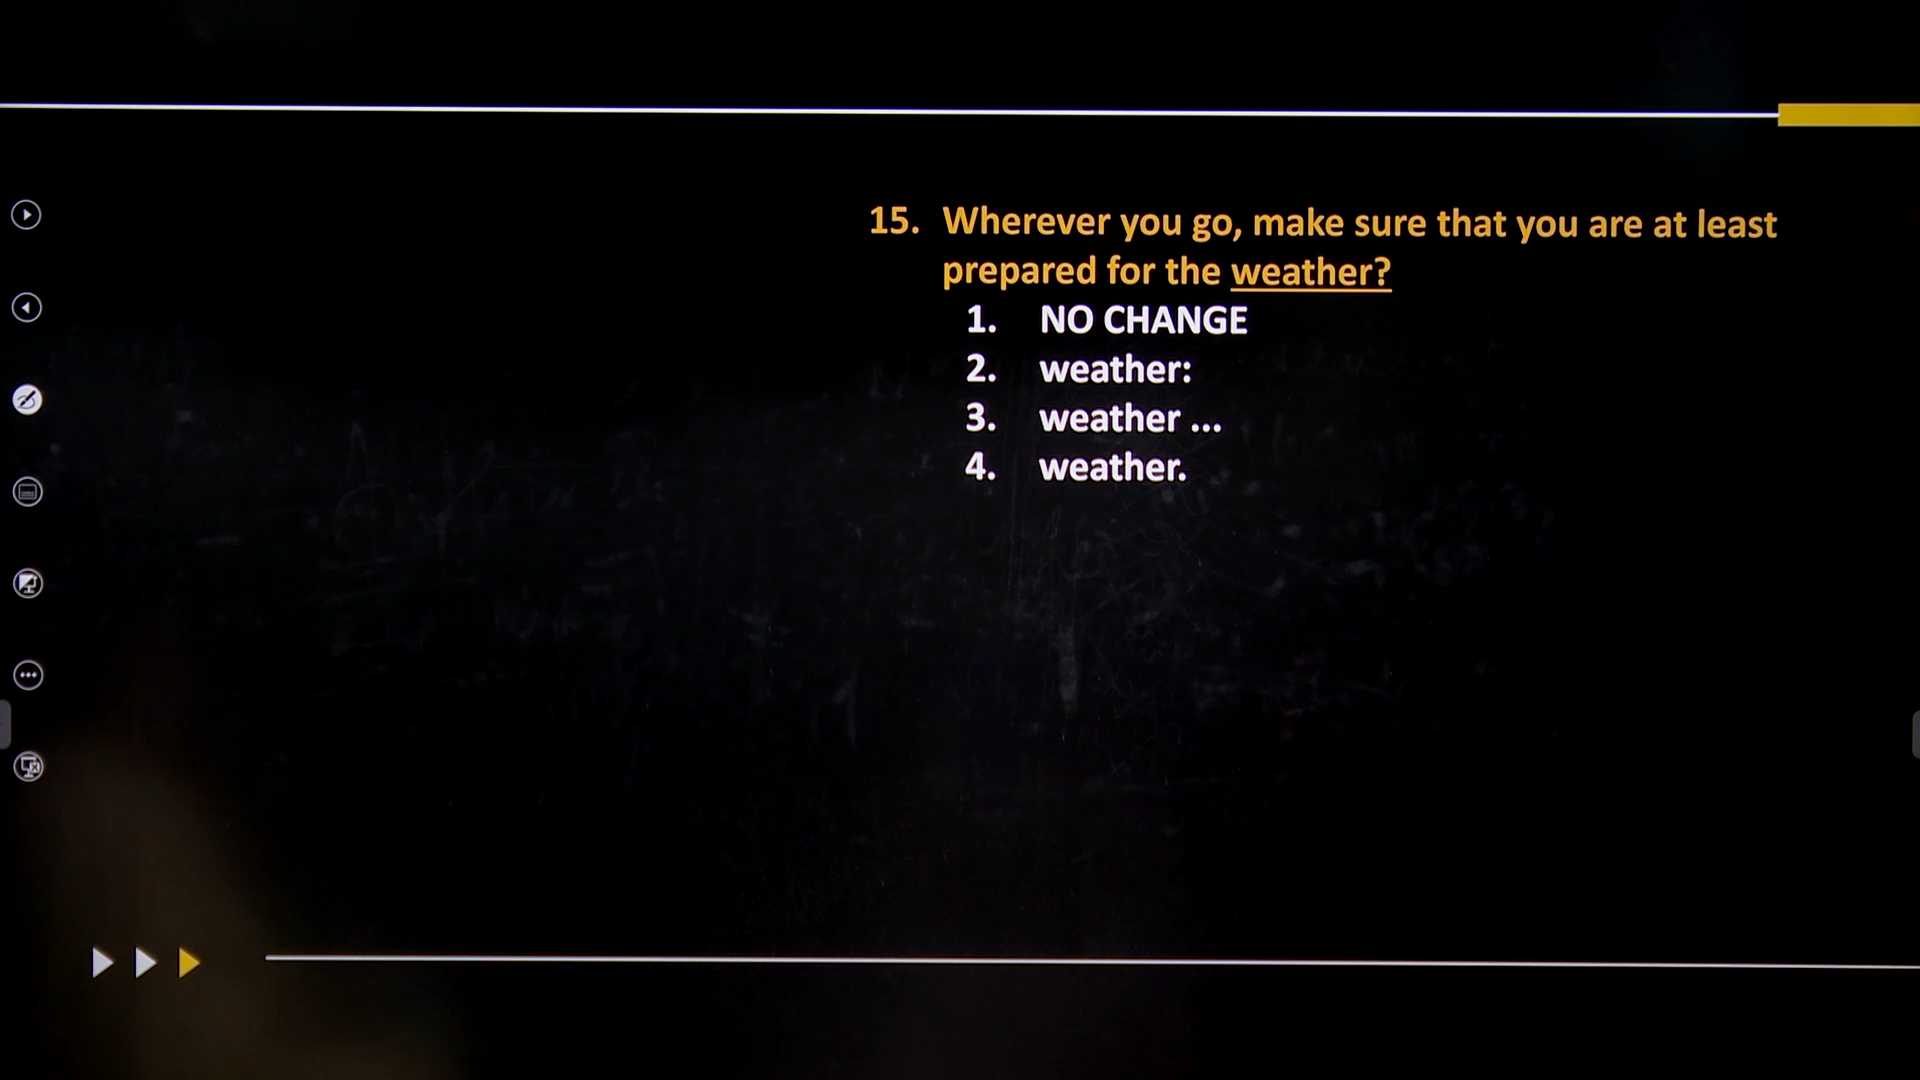 15. Wherever you go, make sure that you are at least
prepared for the weather?
1. NO CHANGE
2. weather:
3. weather ...
4. weather.